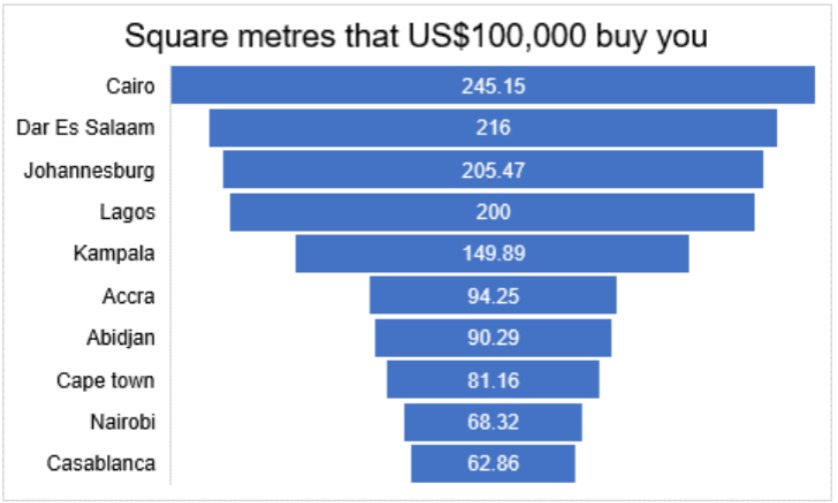 Square metres that US$100,000 buy you
Cairo 245.15
Dar Es Salaam 216
Johannesburg 205.47
Lagos 200
Kampala 149.89
Accra 94.25
Abidjan 90.29
Cape town 81.16
Nairobi 68.32
Casablanca 62.86